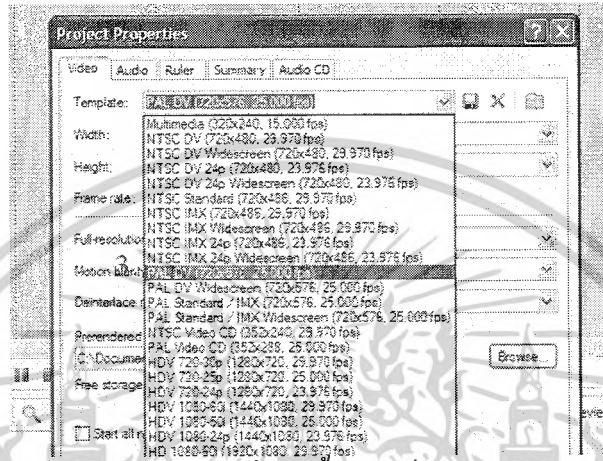 Project Properties
Video Audio Ruler Summary Audio CD
Template: PAL DV (720x576, 25.000 fps)
Width:
Height:
Frame rate:
Full-resolutio
Motion blur
Deinterlace
Prerendered
C:\Documen
Browse...
Free storage
Start all n
Multimedia (320x240, 15.000 fps)
NTSC DV (720x480, 29.970 fps)
NTSC DV Widescreen (720x480, 29.970 fps)
NTSC DV 24p (720x480, 23.976 fps)
NTSC DV 24p Widescreen (720x480, 23.976 fps)
NTSC Standard (720x486, 29.970 fps)
NTSC IMX (720x486, 29.970 fps)
NTSC IMX Widescreen (720x486, 29.970 fps)
NTSC IMX 24p (720x486, 23.976 fps)
NTSC IMX 24p Widescreen (720x486, 23.976 fps)
PAL DV (720x576, 25.000 fps)
PAL DV Widescreen (720x576, 25.000 fps)
PAL Standard / IMX (720x576, 25.000 fps)
PAL Standard / IMX Widescreen (720x576, 25.000 fps)
NTSC Video CD (352x240, 29.970 fps)
PAL Video CD (352x288, 25.000 fps)
HDV 720-30p (1280x720, 29.970 fps)
HDV 720-25p (1280x720, 25.000 fps)
HDV 720-24p (1280x720, 23.976 fps)
HDV 1080-60i (1440x1080, 29.970 fps)
HDV 1080-50i (1440x1080, 25.000 fps)
HDV 1080-24p (1440x1080, 23.976 fps)
HD 1080-60i (1920x1080, 29.970 fps)
2